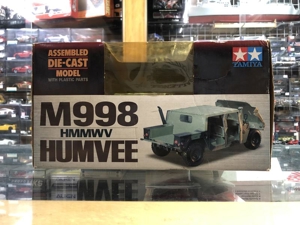 ASSEMBLED
DIE-CAST
MODEL
WITH PLASTIC PARTS
TAMIYA
M998
HMMWV
HUMVEE